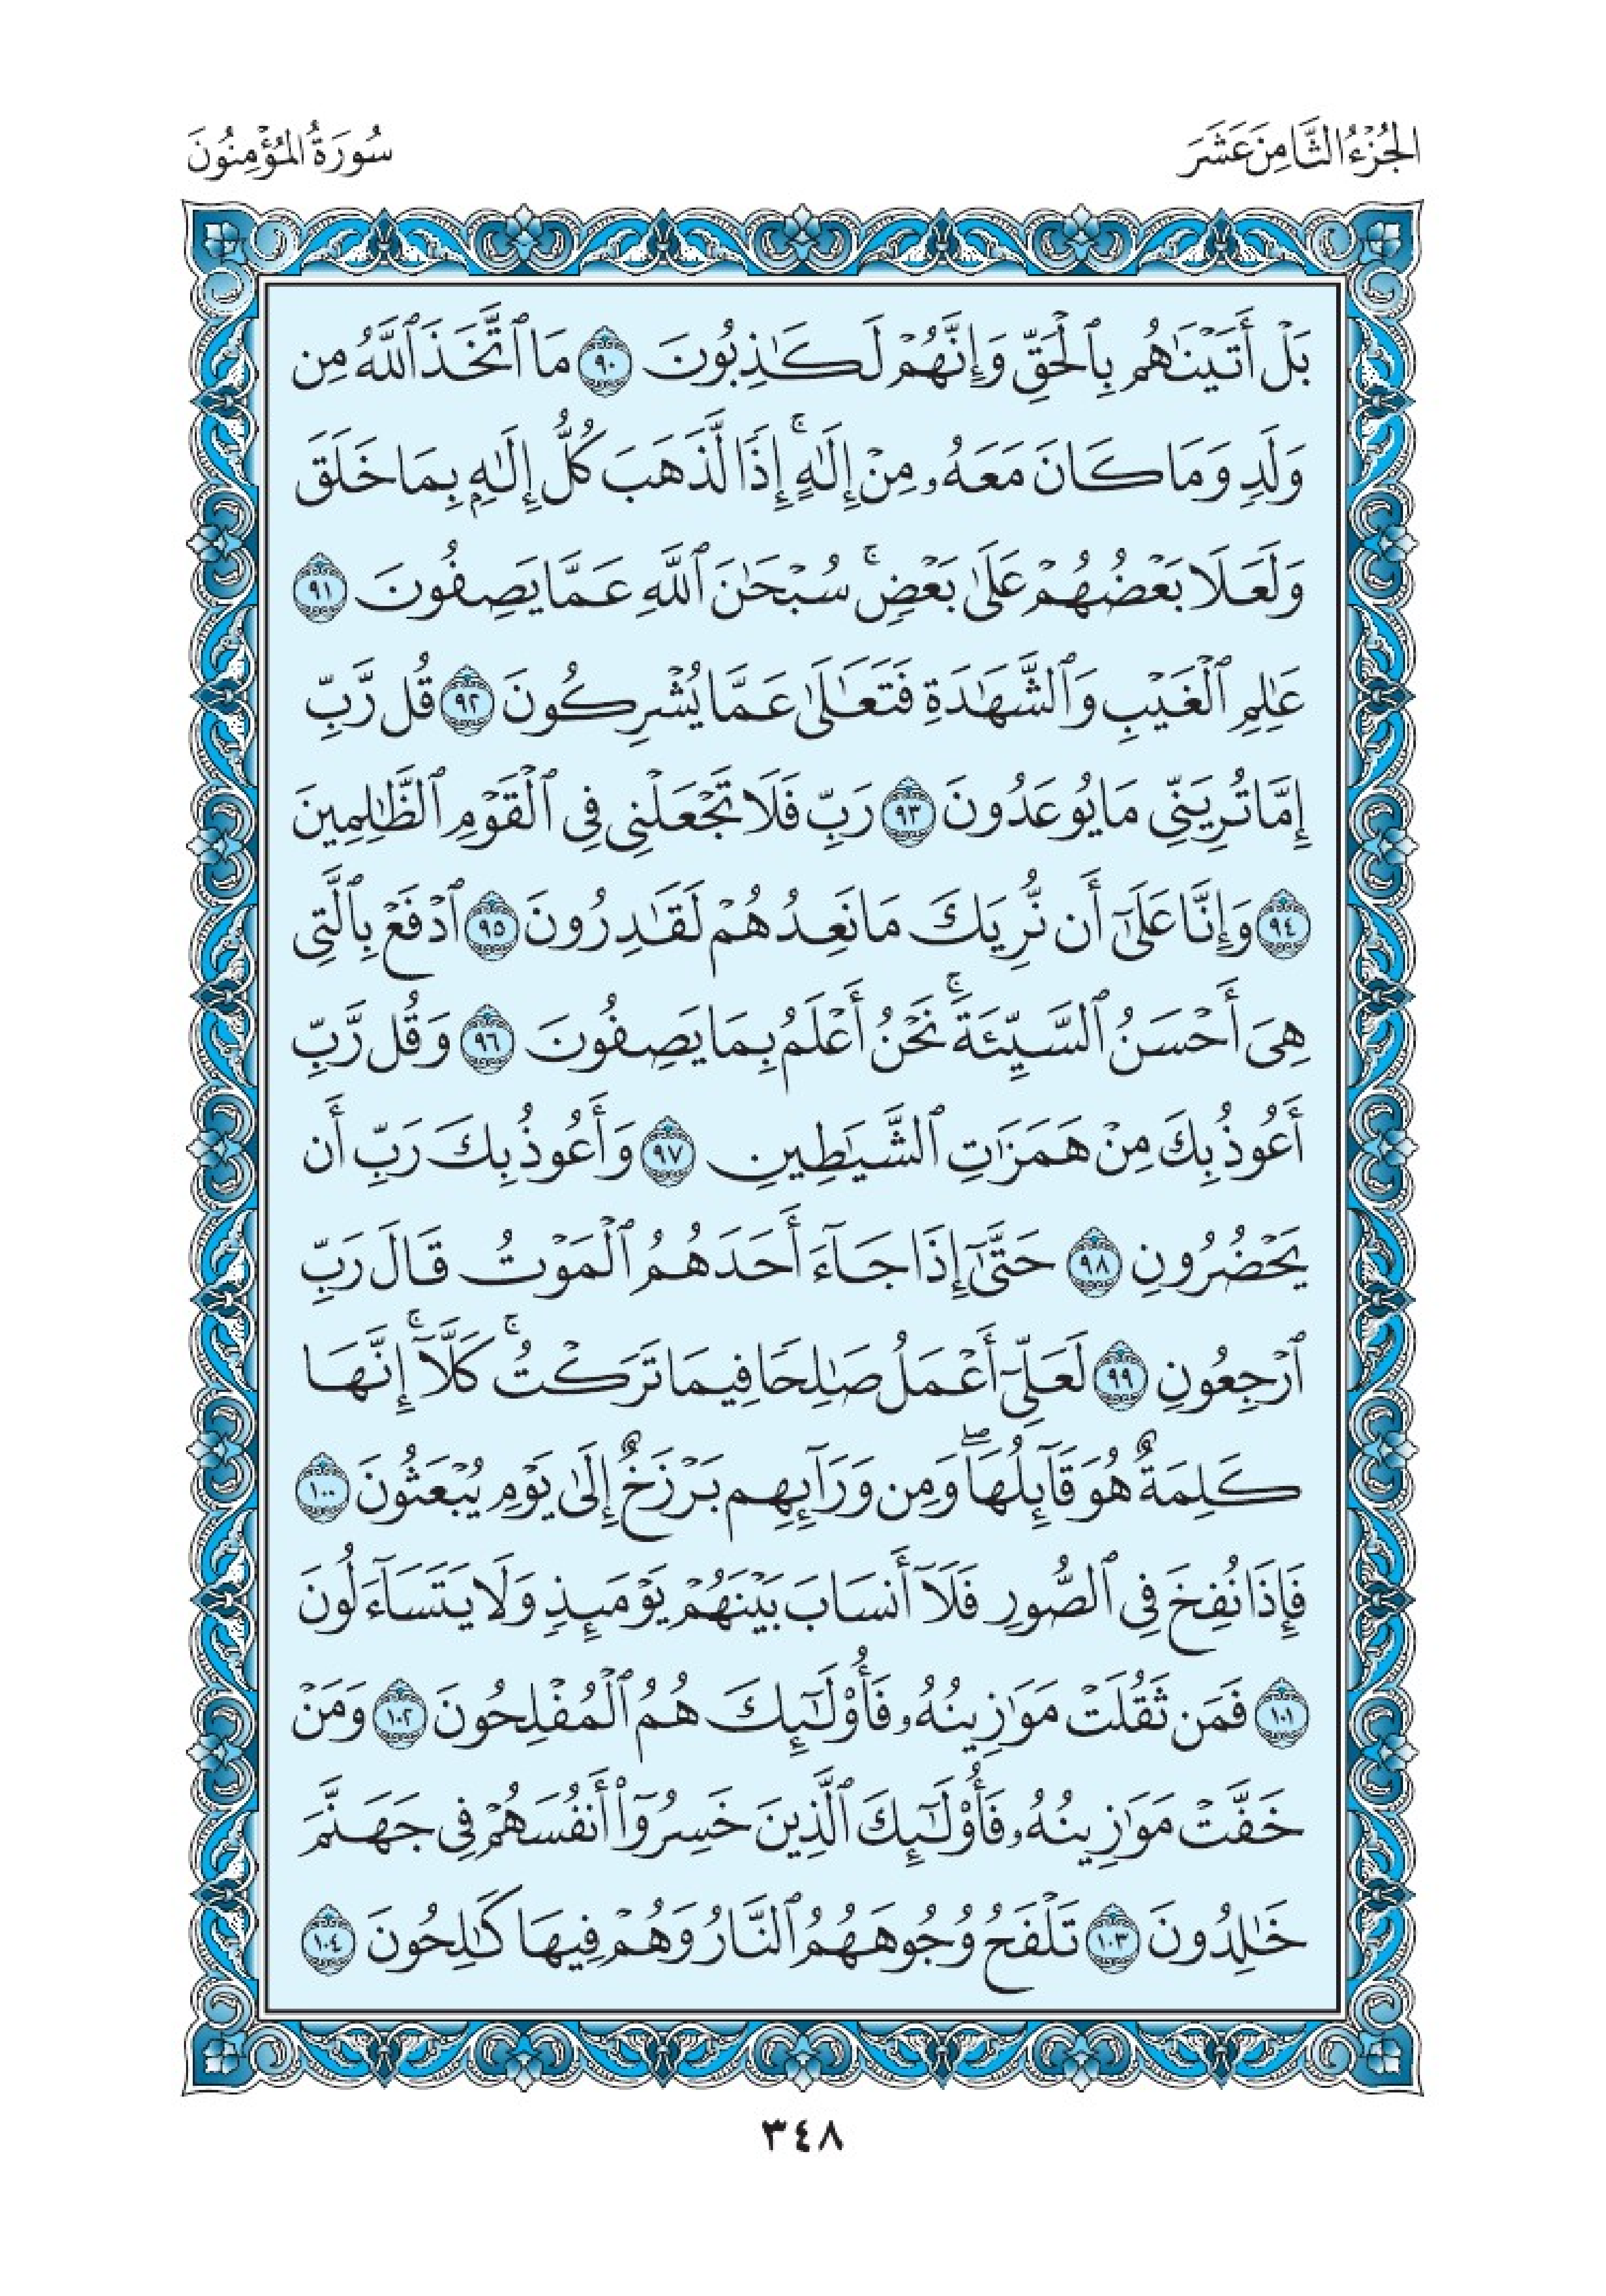 الجُزْءُ الثَّامِنَ عَشَرَ
سُورَةُ المُؤْمِنُونَ
بَلْ أَتَيْنَـٰهُم بِٱلْحَقِّ وَإِنَّهُمْ لَكَـٰذِبُونَ ٩٠ مَا ٱتَّخَذَ ٱللَّهُ مِن
وَلَدٍ وَمَا كَانَ مَعَهُۥ مِنْ إِلَـٰهٍ ۚ إِذًا لَّذَهَبَ كُلُّ إِلَـٰهٍۭ بِمَا خَلَقَ
وَلَعَلَا بَعْضُهُمْ عَلَىٰ بَعْضٍ ۚ سُبْحَـٰنَ ٱللَّهِ عَمَّا يَصِفُونَ ٩١
عَـٰلِمِ ٱلْغَيْبِ وَٱلشَّهَـٰدَةِ فَتَعَـٰلَىٰ عَمَّا يُشْرِكُونَ ٩٢ قُل رَّبِّ
إِمَّا تُرِيَنِّى مَا يُوعَدُونَ ٩٣ رَبِّ فَلَا تَجْعَلْنِى فِى ٱلْقَوْمِ ٱلظَّـٰلِمِينَ
٩٤ وَإِنَّا عَلَىٰٓ أَن نُّرِيَكَ مَا نَعِدُهُمْ لَقَـٰدِرُونَ ٩٥ ٱدْفَعْ بِٱلَّتِى
هِىَ أَحْسَنُ ٱلسَّيِّئَةَ ۚ نَحْنُ أَعْلَمُ بِمَا يَصِفُونَ ٩٦ وَقُل رَّبِّ
أَعُوذُ بِكَ مِنْ هَمَزَٰتِ ٱلشَّيَـٰطِينِ ٩٧ وَأَعُوذُ بِكَ رَبِّ أَن
يَحْضُرُونِ ٩٨ حَتَّىٰٓ إِذَا جَآءَ أَحَدَهُمُ ٱلْمَوْتُ قَالَ رَبِّ
ٱرْجِعُونِ ٩٩ لَعَلِّىٓ أَعْمَلُ صَـٰلِحًا فِيمَا تَرَكْتُ ۚ كَلَّآ ۚ إِنَّهَا
كَلِمَةٌ هُوَ قَآئِلُهَا ۖ وَمِن وَرَآئِهِم بَرْزَخٌ إِلَىٰ يَوْمِ يُبْعَثُونَ ١٠٠
فَإِذَا نُفِخَ فِى ٱلصُّورِ فَلَآ أَنسَابَ بَيْنَهُمْ يَوْمَئِذٍ وَلَا يَتَسَآءَلُونَ
١٠١ فَمَن ثَقُلَتْ مَوَٰزِينُهُۥ فَأُو۟لَـٰٓئِكَ هُمُ ٱلْمُفْلِحُونَ ١٠٢ وَمَنْ
خَفَّتْ مَوَٰزِينُهُۥ فَأُو۟لَـٰٓئِكَ ٱلَّذِينَ خَسِرُوٓا۟ أَنفُسَهُمْ فِى جَهَنَّمَ
خَـٰلِدُونَ ١٠٣ تَلْفَحُ وُجُوهَهُمُ ٱلنَّارُ وَهُمْ فِيهَا كَـٰلِحُونَ ١٠٤
٣٤٨